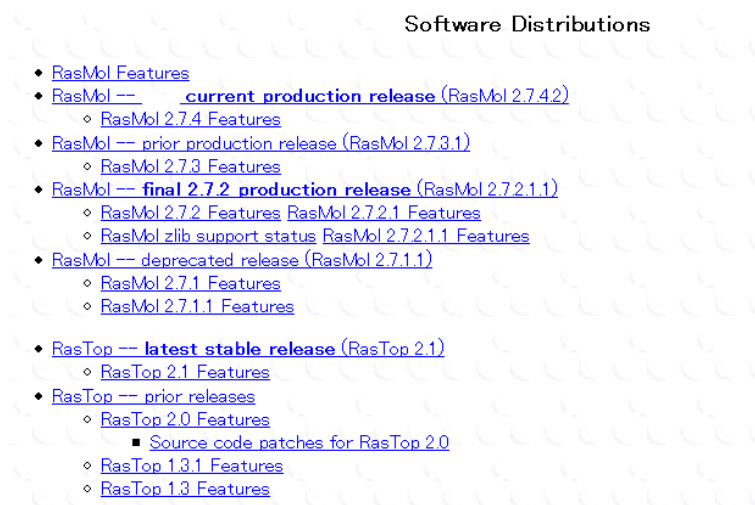 Software Distributions
RasMol Features
RasMol -- current production release (RasMol 2.7.4.2)
RasMol 2.7.4 Features
RasMol -- prior production release (RasMol 2.7.3.1)
RasMol 2.7.3 Features
RasMol -- final 2.7.2 production release (RasMol 2.7.2.1.1)
RasMol 2.7.2 Features RasMol 2.7.2.1 Features
RasMol zlib support status RasMol 2.7.2.1.1 Features
RasMol -- deprecated release (RasMol 2.7.1.1)
RasMol 2.7.1 Features
RasMol 2.7.1.1 Features
RasTop -- latest stable release (RasTop 2.1)
RasTop 2.1 Features
RasTop -- prior releases
RasTop 2.0 Features
Source code patches for RasTop 2.0
RasTop 1.3.1 Features
RasTop 1.3 Features